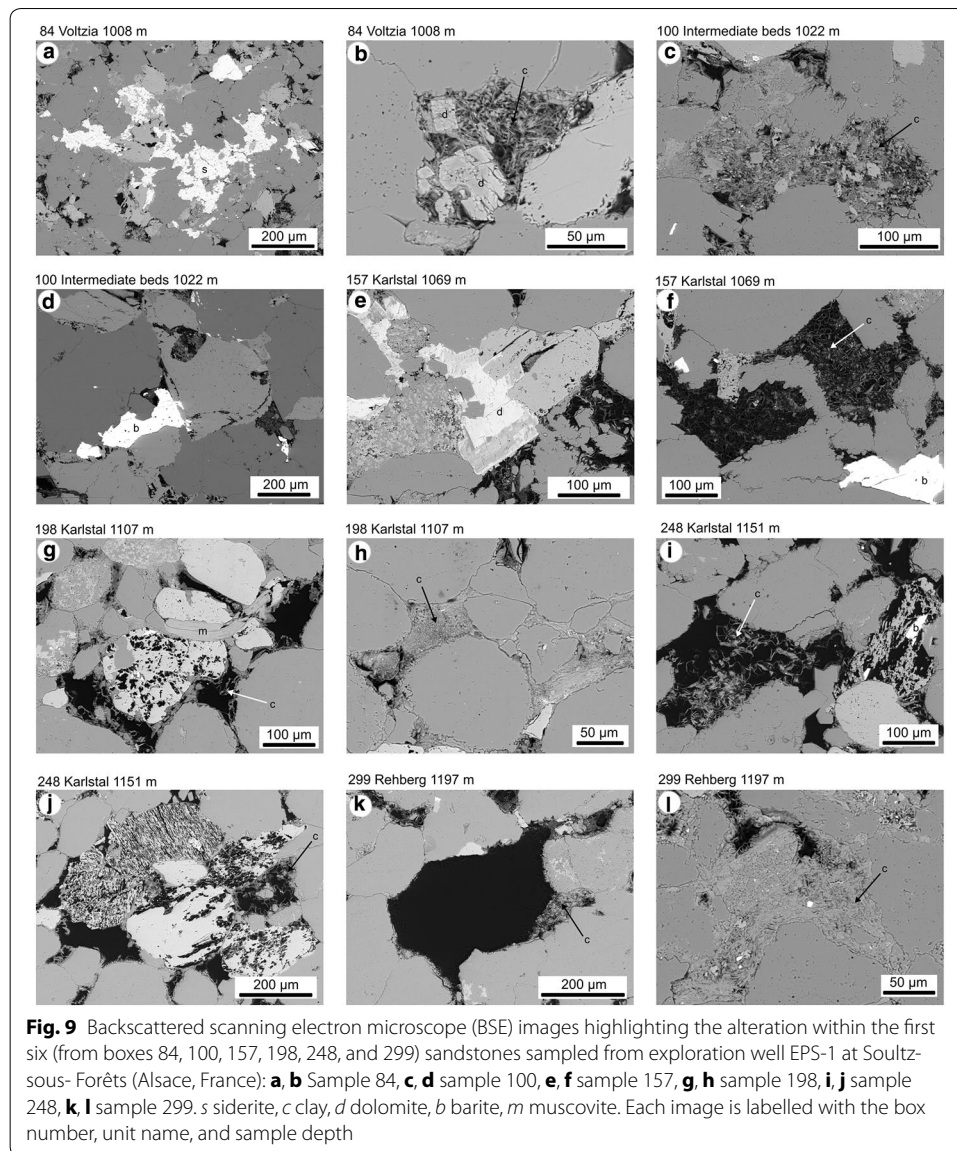 84 Voltzia 1008 m
84 Voltzia 1008 m
100 Intermediate beds 1022 m
a
s
200 µm
b
c
d
d
50 µm
c
c
100 µm
100 Intermediate beds 1022 m
157 Karlstal 1069 m
157 Karlstal 1069 m
d
b
200 µm
e
d
100 µm
f
c
b
100 µm
198 Karlstal 1107 m
198 Karlstal 1107 m
248 Karlstal 1151 m
g
m
c
100 µm
h
c
50 µm
i
c
100 µm
248 Karlstal 1151 m
299 Rehberg 1197 m
299 Rehberg 1197 m
j
c
200 µm
k
c
200 µm
l
c
50 µm
Fig. 9 Backscattered scanning electron microscope (BSE) images highlighting the alteration within the first
six (from boxes 84, 100, 157, 198, 248, and 299) sandstones sampled from exploration well EPS-1 at Soultz-
sous- Forêts (Alsace, France): a, b Sample 84, c, d sample 100, e, f sample 157, g, h sample 198, i, j sample
248, k, l sample 299. s siderite, c clay, d dolomite, b barite, m muscovite. Each image is labelled with the box
number, unit name, and sample depth